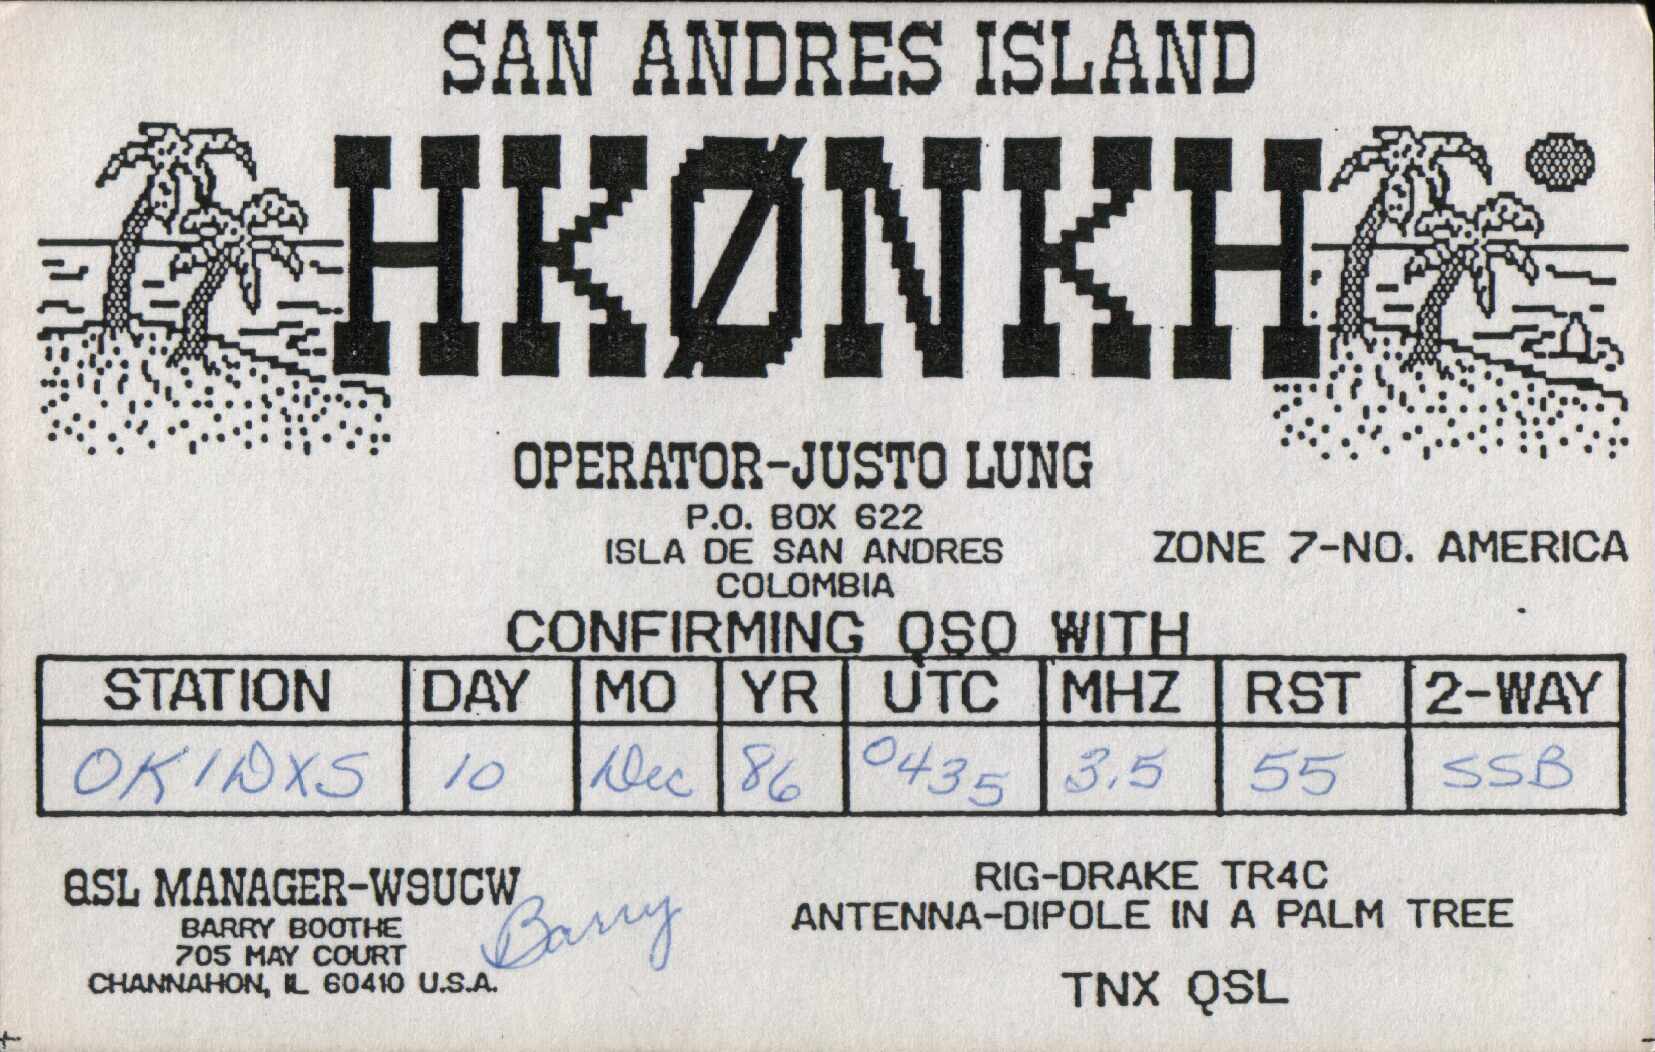 SAN ANDRES ISLAND
HKØNKH
OPERATOR-JUSTO LUNG
P.O. BOX 622
ISLA DE SAN ANDRES
COLOMBIA
ZONE 7-NO. AMERICA
CONFIRMING QSO WITH
STATION DAY MO YR UTC MHZ RST 2-WAY
OK1DXS 10 Dec 86 0435 3.5 55 SSB
QSL MANAGER-W9UCW
BARRY BOOTHE
705 MAY COURT
CHANNAHON, IL 60410 U.S.A.
Barry
RIG-DRAKE TR4C
ANTENNA-DIPOLE IN A PALM TREE
TNX QSL